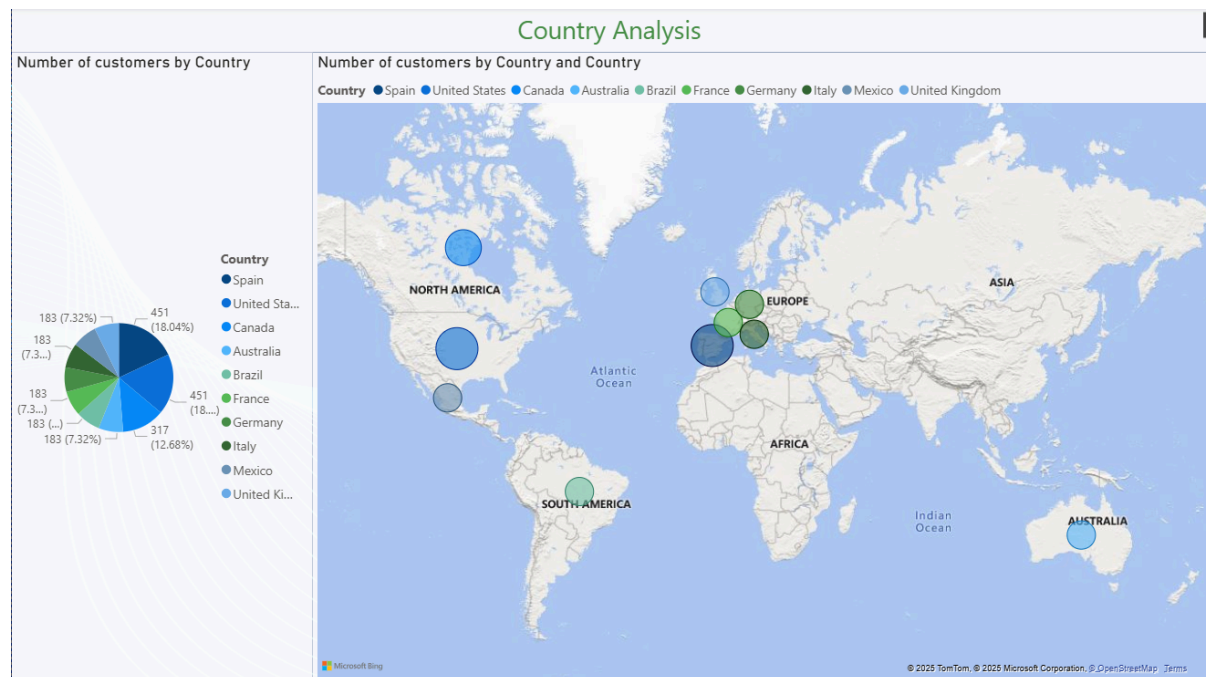 Country Analysis
Number of customers by Country
Country
Spain
United Sta...
Canada
Australia
Brazil
France
Germany
Italy
Mexico
United Ki...
451
(18.04%)
451
(18....)
317
(12.68%)
183 (7.32%)
183 (...)
183
(7.3...)
183
(7.3...)
183 (7.32%)
Number of customers by Country and Country
Country Spain United States Canada Australia Brazil France Germany Italy Mexico United Kingdom
NORTH AMERICA
EUROPE
ASIA
Atlantic
Ocean
AFRICA
SOUTH AMERICA
Indian
Ocean
AUSTRALIA
Microsoft Bing
© 2025 TomTom, © 2025 Microsoft Corporation, © OpenStreetMap Terms